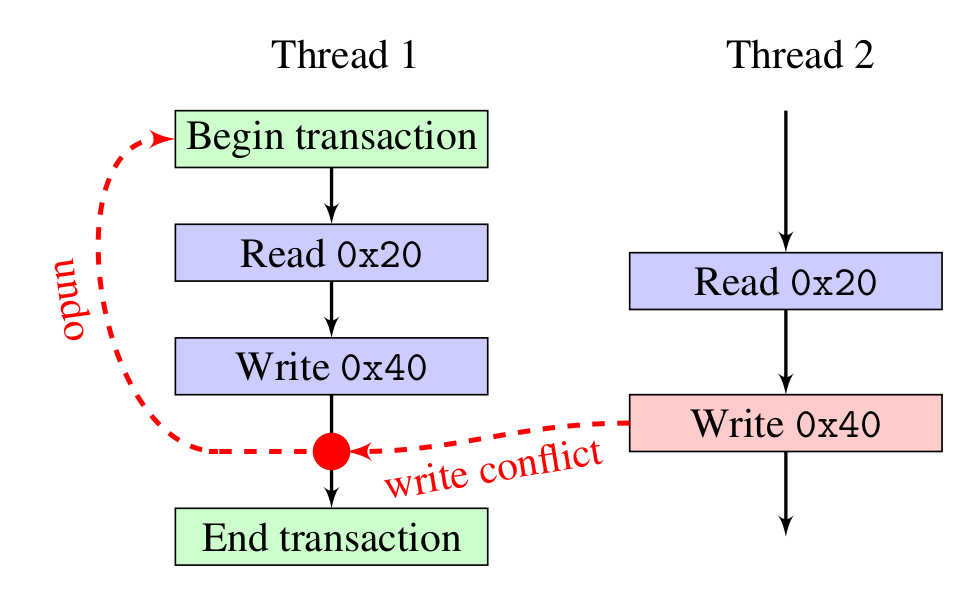 Thread 1
Thread 2
Begin transaction
Read 0x20
Read 0x20
undo
Write 0x40
Write 0x40
write conflict
End transaction